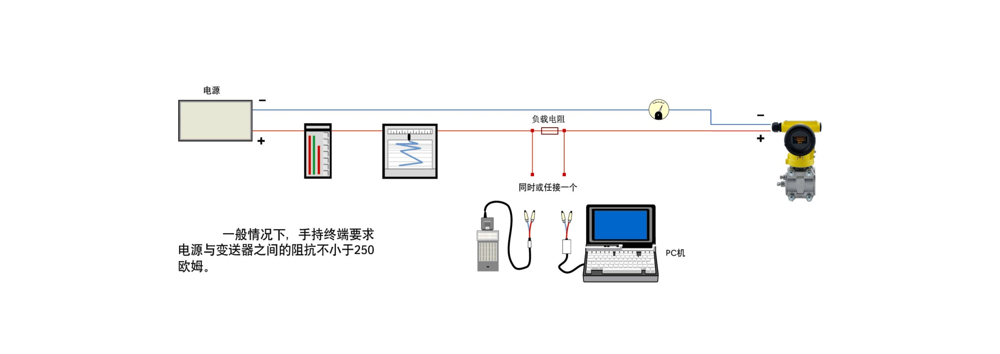 电源
−
−
负载电阻
+
+
-0.001
同时或任接一个
一般情况下，手持终端要求
电源与变送器之间的阻抗不小于250
欧姆。
PC机